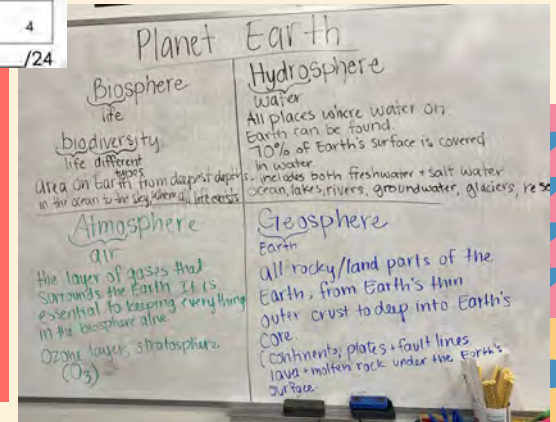 4
/24
Planet Earth
Biosphere
life
biodiversity
life different
types
area on Earth from deepest depths
in the ocean to the sky, where all life exists
Hydrosphere
water
All places where water on
Earth can be found.
70% of Earth's surface is covered
in water
- includes both freshwater + salt water
ocean, lakes, rivers, groundwater, glaciers, rese
Atmosphere
air
the layer of gases that
surrounds the Earth. It is
essential to keeping everything
in the biosphere alive.
Ozone layer, stratosphere
(O3)
Geosphere
Earth
all rocky/land parts of the
Earth, from Earth's thin
outer crust to deep into Earth's
core.
(continents, plates + fault lines
lava + molten rock under the Earth's
surface